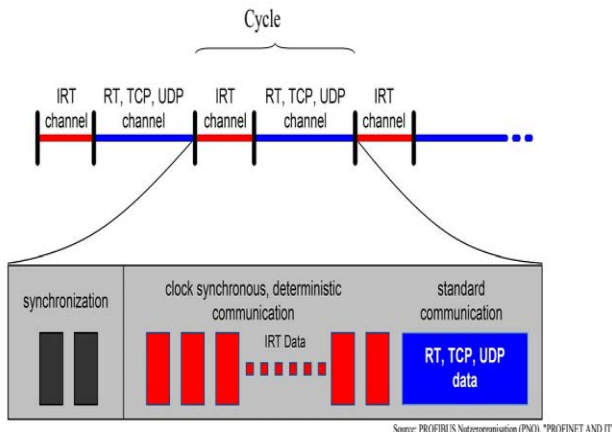 Cycle
IRT
channel
RT, TCP, UDP
channel
IRT
channel
RT, TCP, UDP
channel
IRT
channel
synchronization
clock synchronous, deterministic
communication
standard
communication
IRT Data
RT, TCP, UDP
data
Source: PROFIBUS Nutzerorganisation (PNO), "PROFINET AND IT"